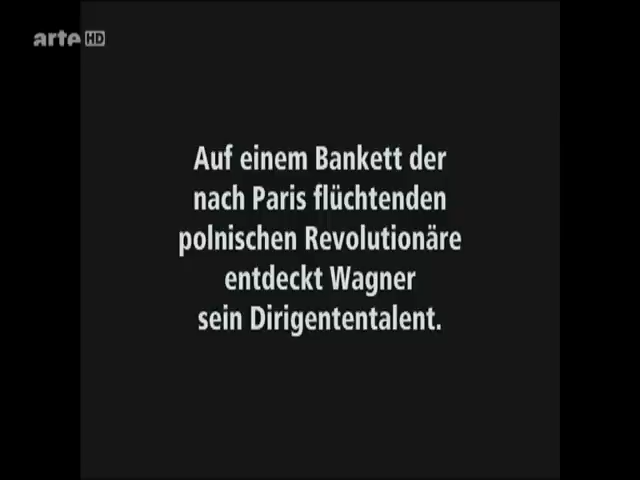 arte HD
Auf einem Bankett der
nach Paris flüchtenden
polnischen Revolutionäre
entdeckt Wagner
sein Dirigententalent.